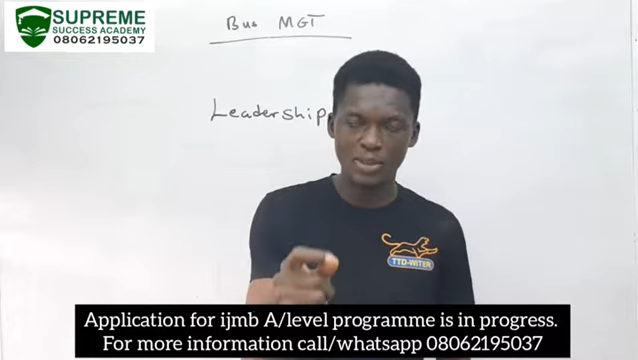 SUPREME
SUCCESS ACADEMY
08062195037
Bus MGT
Leadership
TTD-WITER
Application for ijmb A/level programme is in progress.
For more information call/whatsapp 08062195037